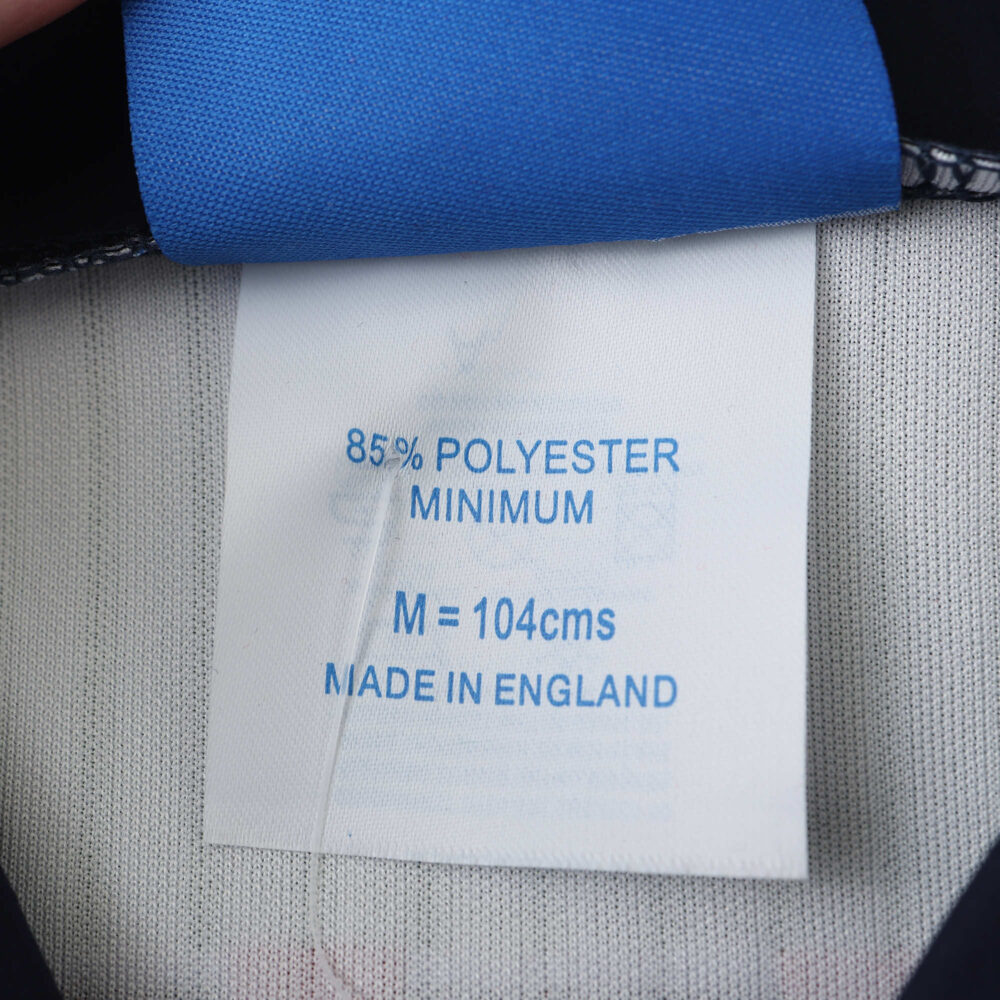 85% POLYESTER
MINIMUM
M = 104cms
MADE IN ENGLAND